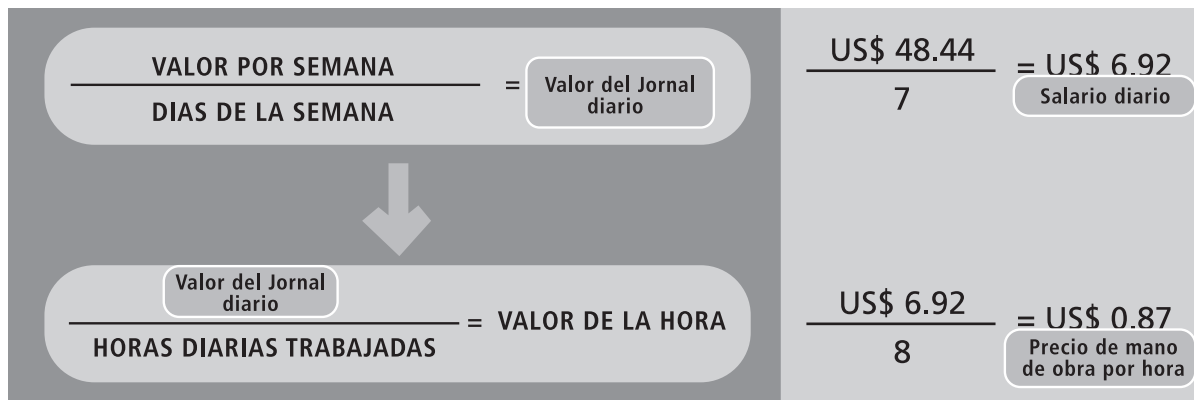 VALOR POR SEMANA
DIAS DE LA SEMANA
=
Valor del Jornal
diario
US$ 48.44
7
= US$ 6.92
Salario diario
Valor del Jornal
diario
HORAS DIARIAS TRABAJADAS
= VALOR DE LA HORA
US$ 6.92
8
= US$ 0.87
Precio de mano
de obra por hora